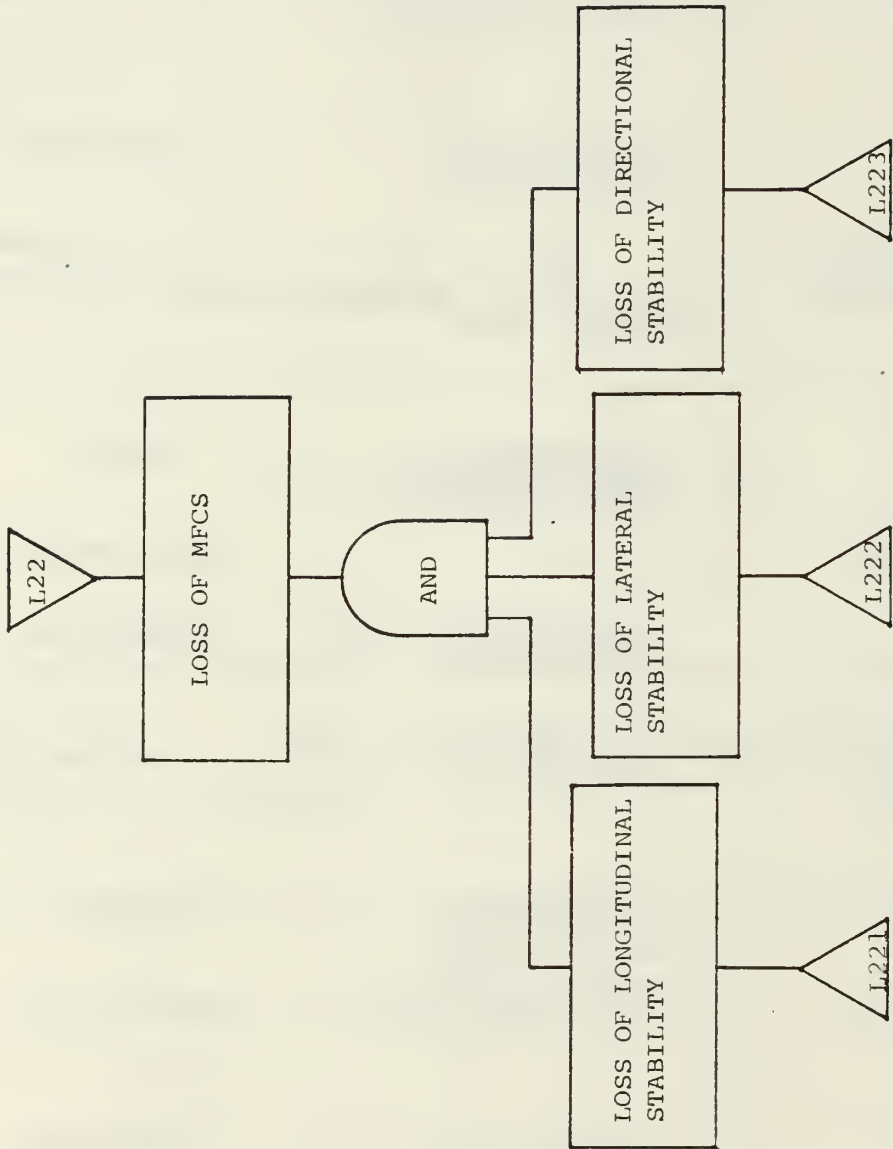 L22
LOSS OF MFCS
AND
LOSS OF LONGITUDINAL
STABILITY
LOSS OF LATERAL
STABILITY
LOSS OF DIRECTIONAL
STABILITY
L221
L222
L223